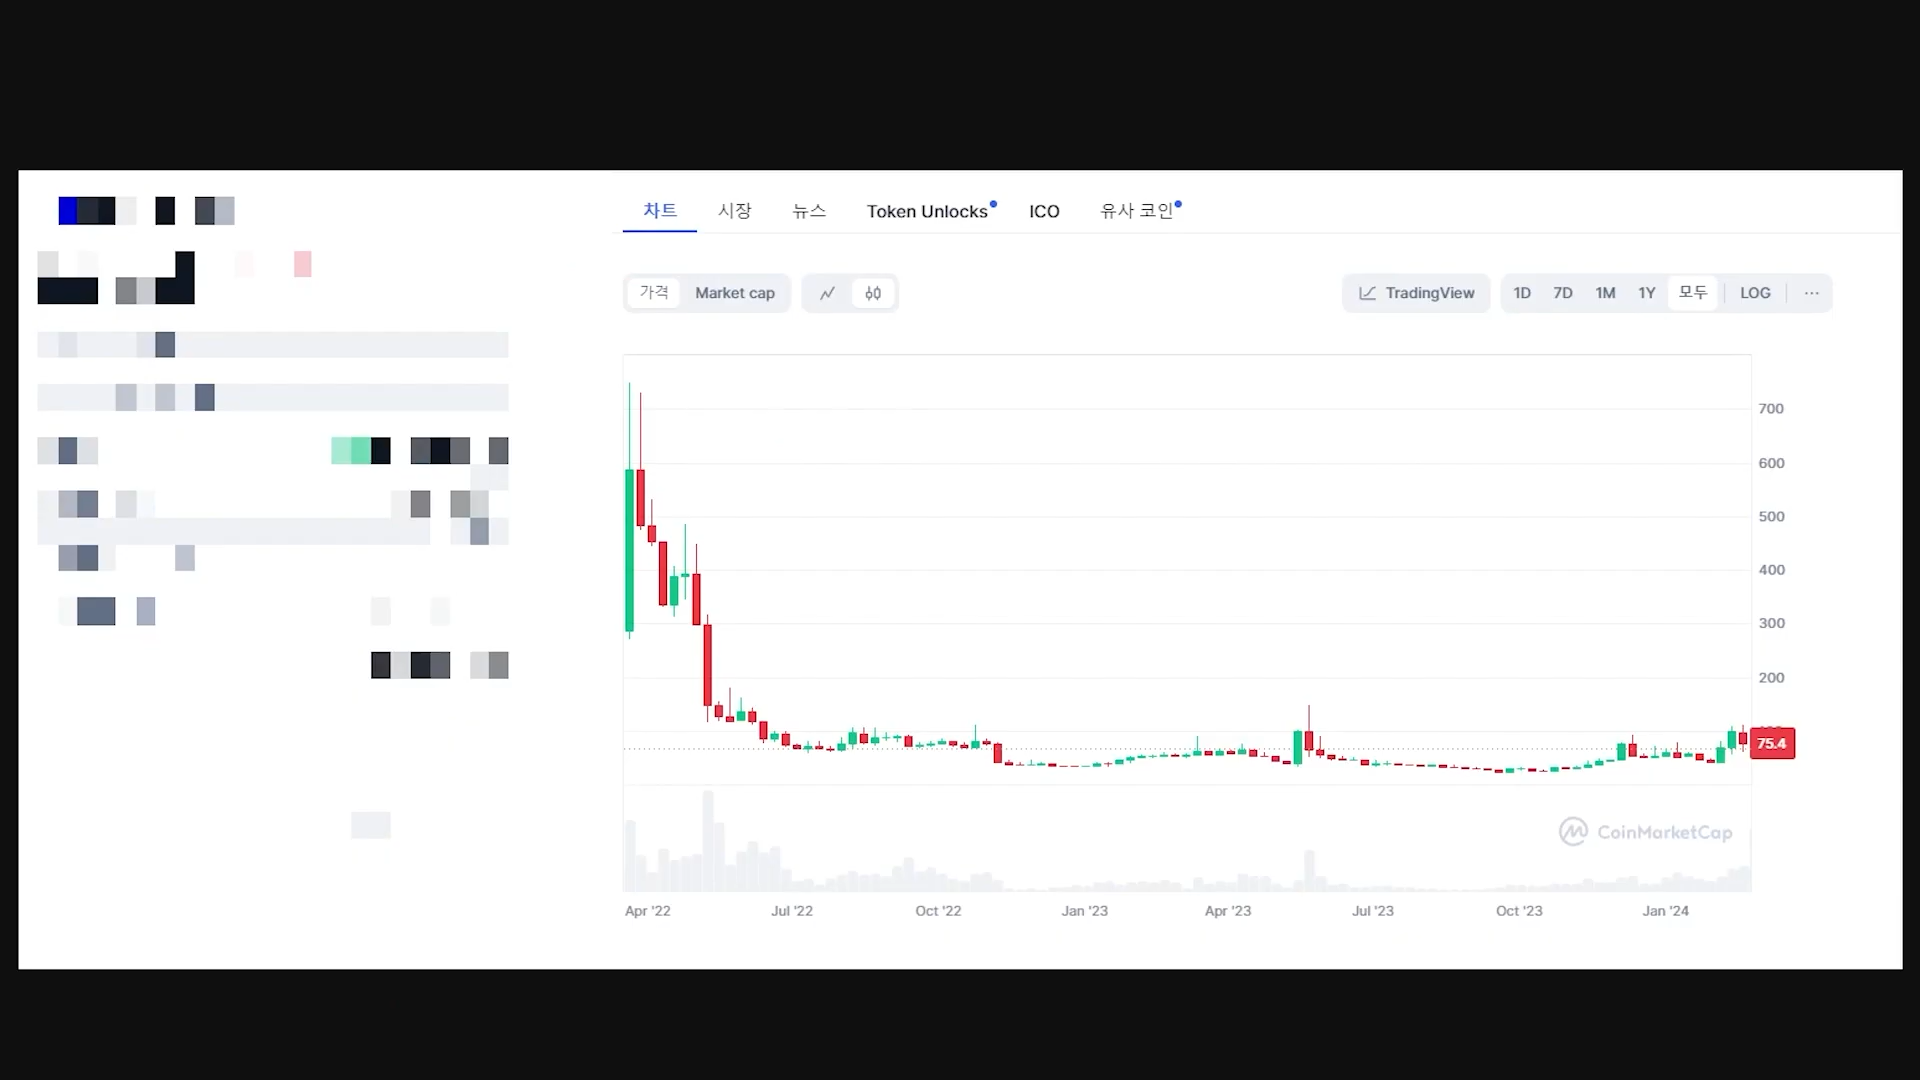 차트 시장 뉴스 Token Unlocks ICO 유사 코인
가격 Market cap TradingView 1D 7D 1M 1Y 모두 LOG ···
700
600
500
400
300
200
75.4
CoinMarketCap
Apr '22 Jul '22 Oct '22 Jan '23 Apr '23 Jul '23 Oct '23 Jan '24